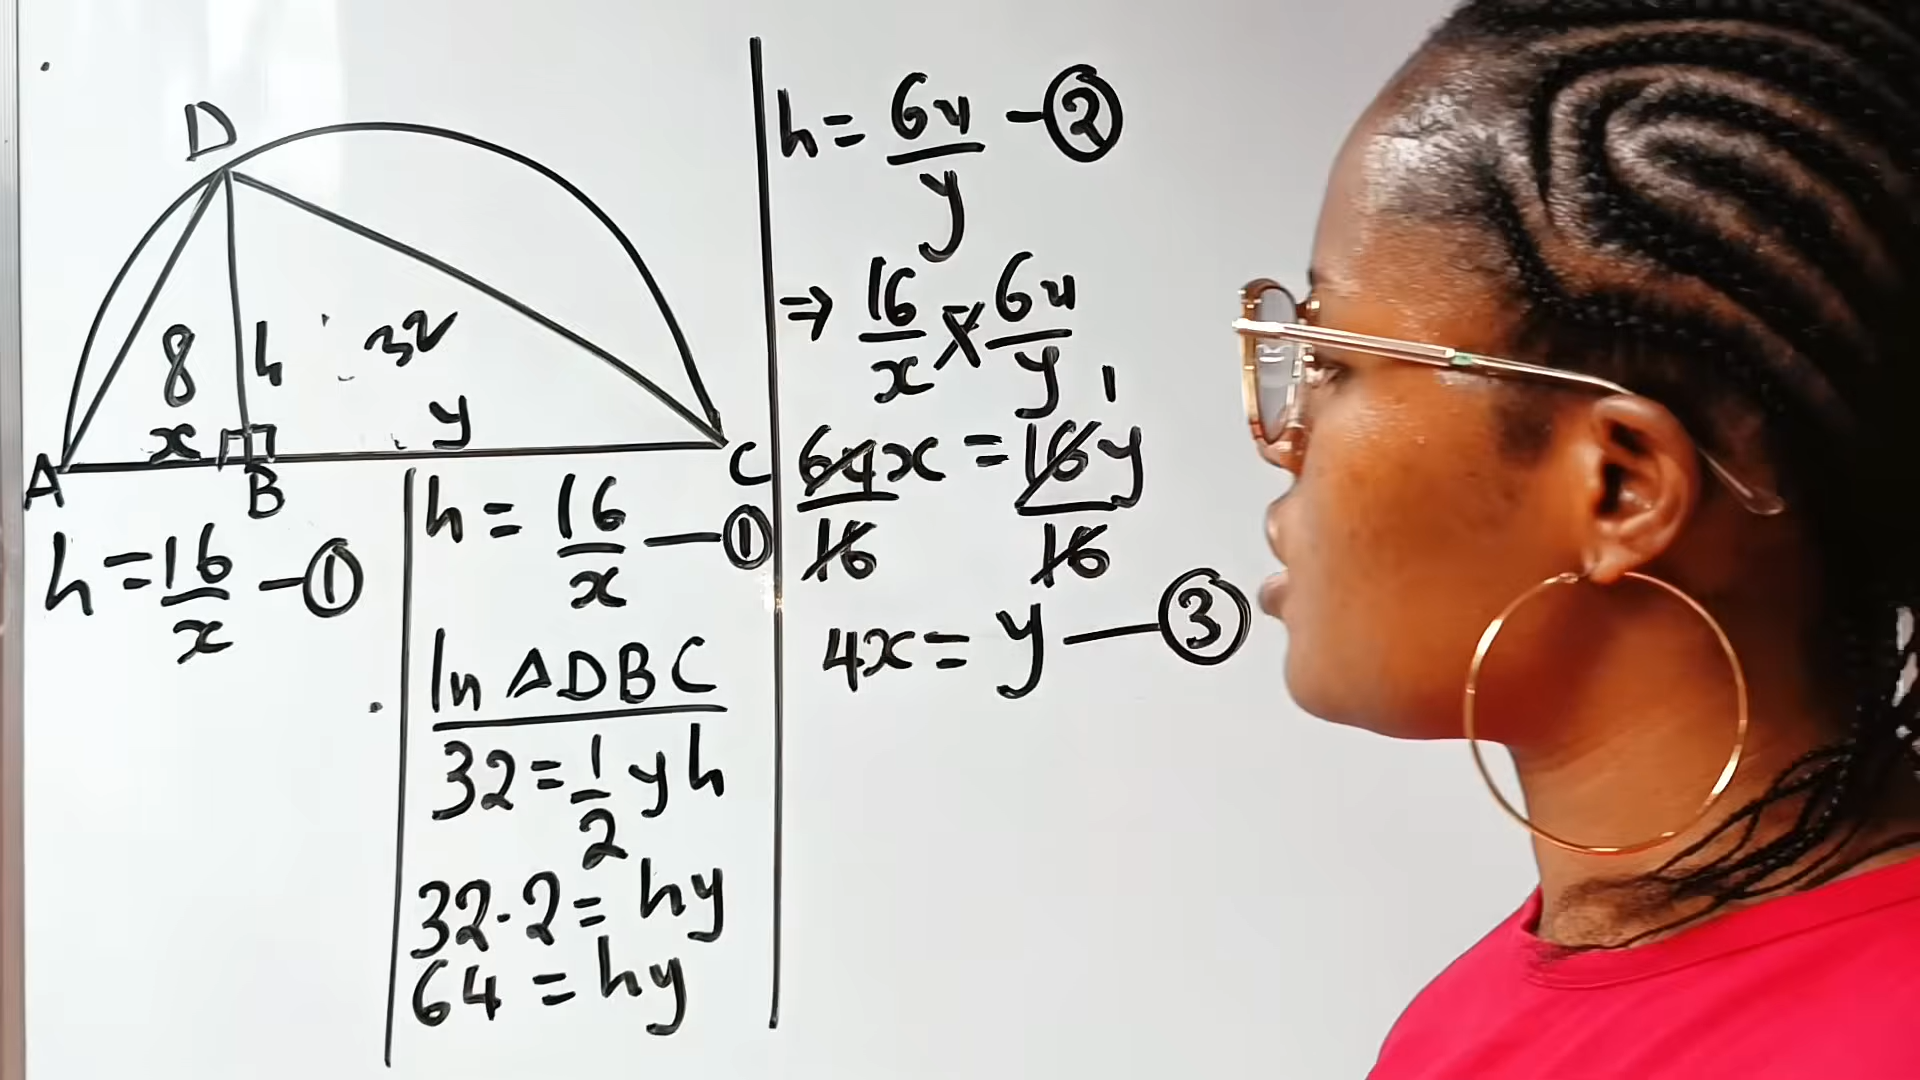 D
8 h 32
x y
A B C
h = 16/x - ①
h = 16/x — ①
In ΔDBC
32 = 1/2 y h
32·2 = hy
64 = hy
h = 64/y - ②
⇒ 16/x × 64/y
1
64x/16 = 16y/16
4x = y — ③